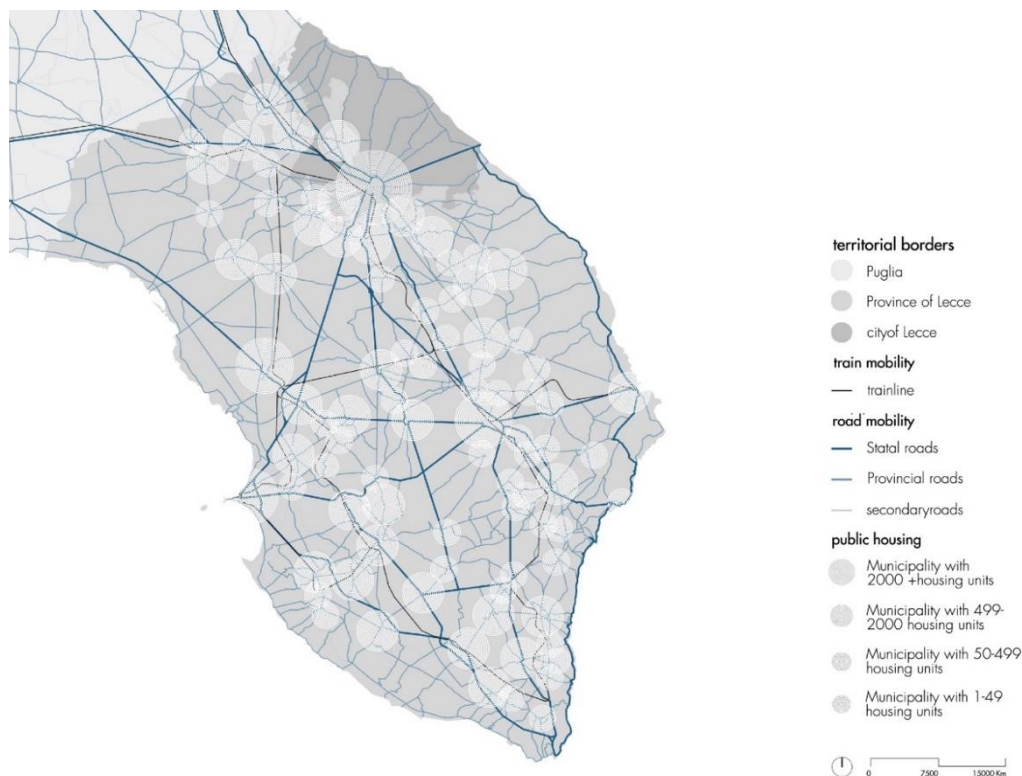 territorial borders
Puglia
Province of Lecce
cityof Lecce
train mobility
trainline
road mobility
Statal roads
Provincial roads
secondaryroads
public housing
Municipality with
2000 +housing units
Municipality with 499-
2000 housing units
Municipality with 50-499
housing units
Municipality with 1-49
housing units
0 7500 15000 Km